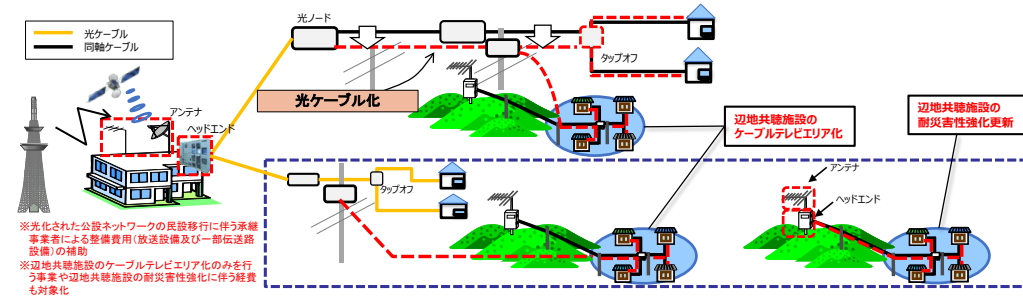 光ケーブル
同軸ケーブル
光ノード
タップオフ
アンテナ
ヘッドエンド
光ケーブル化
辺地共聴施設の
ケーブルテレビエリア化
辺地共聴施設の
耐災害性強化更新
タップオフ
アンテナ
ヘッドエンド
※光化された公設ネットワークの民設移行に伴う承継
事業者による整備費用(放送設備及び一部伝送路
設備)の補助
※辺地共聴施設のケーブルテレビエリア化のみを行
う事業や辺地共聴施設の耐災害性強化に伴う経費
も対象化